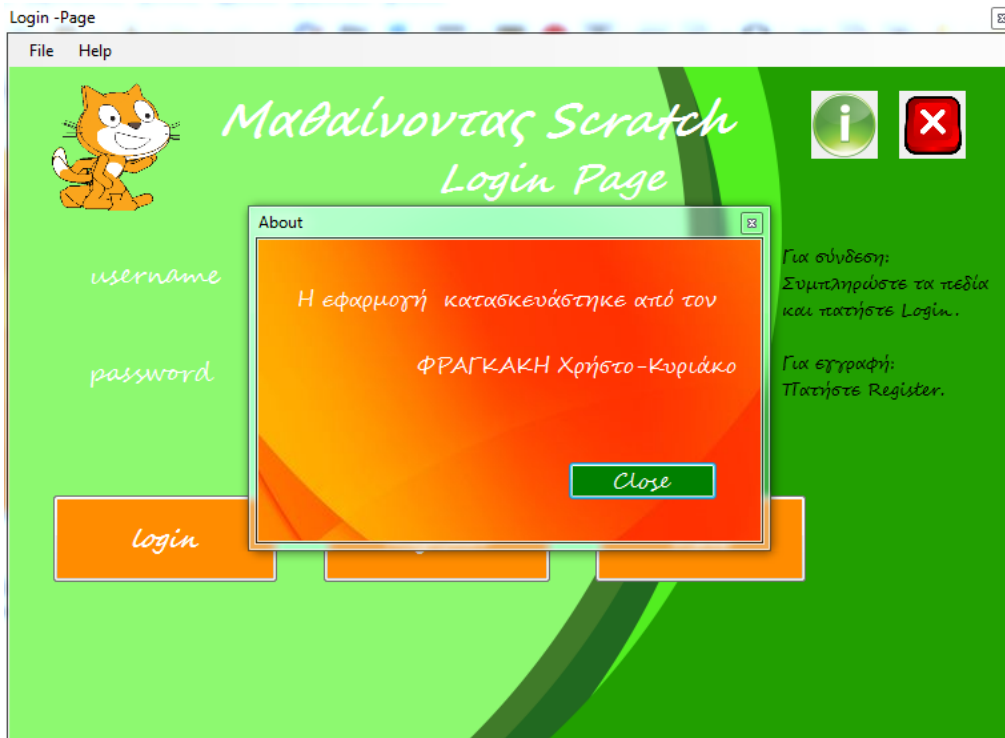 Login -Page
File Help
Μαθαίνοντας Scratch
Login Page
About
username
Η εφαρμογή κατασκευάστηκε από τον
ΦΡΑΓΚΑΚΗ Χρήστο-Κυριάκο
password
Close
Για σύνδεση:
Συμπληρώστε τα πεδία
και πατήστε Login.
Για εγγραφή:
Πατήστε Register.
login